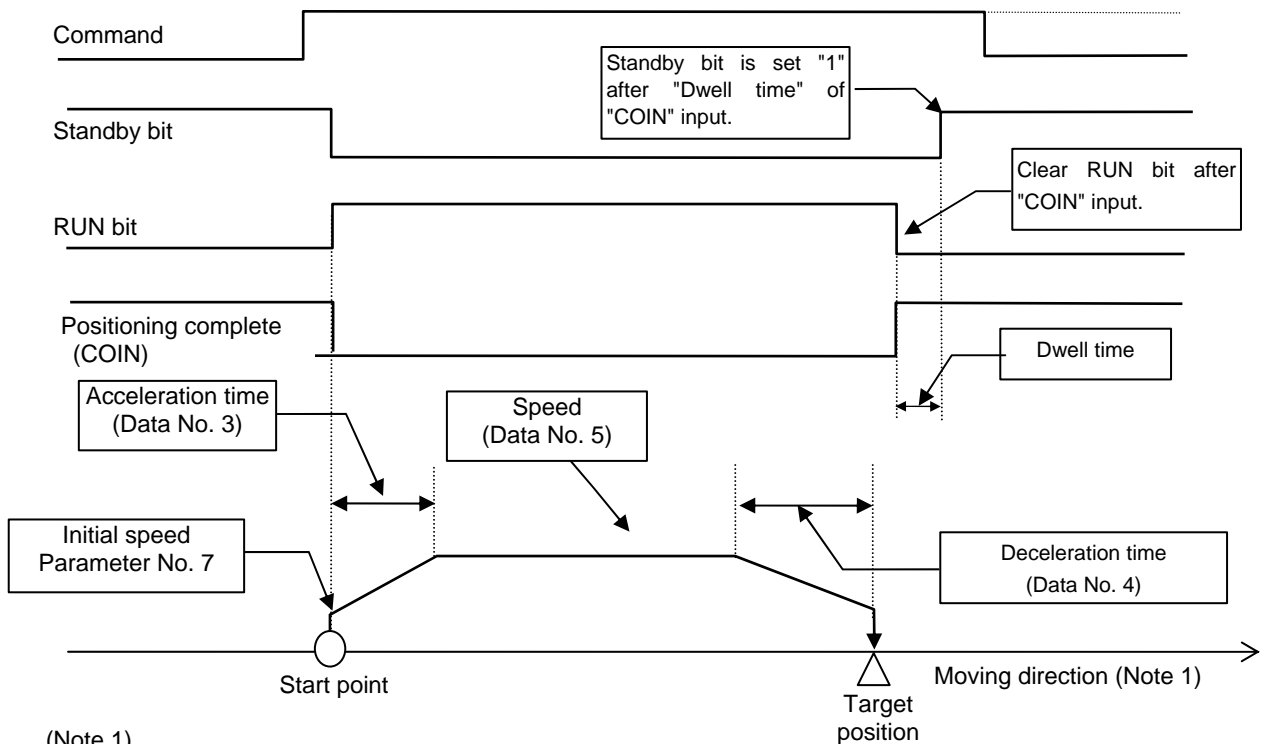 Command
Standby bit is set "1"
after "Dwell time" of
"COIN" input.
Standby bit
Clear RUN bit after
"COIN" input.
RUN bit
Positioning complete
(COIN)
Dwell time
Acceleration time
(Data No. 3)
Speed
(Data No. 5)
Initial speed
Parameter No. 7
Deceleration time
(Data No. 4)
Start point
Moving direction (Note 1)
Target
position
(Note 1)